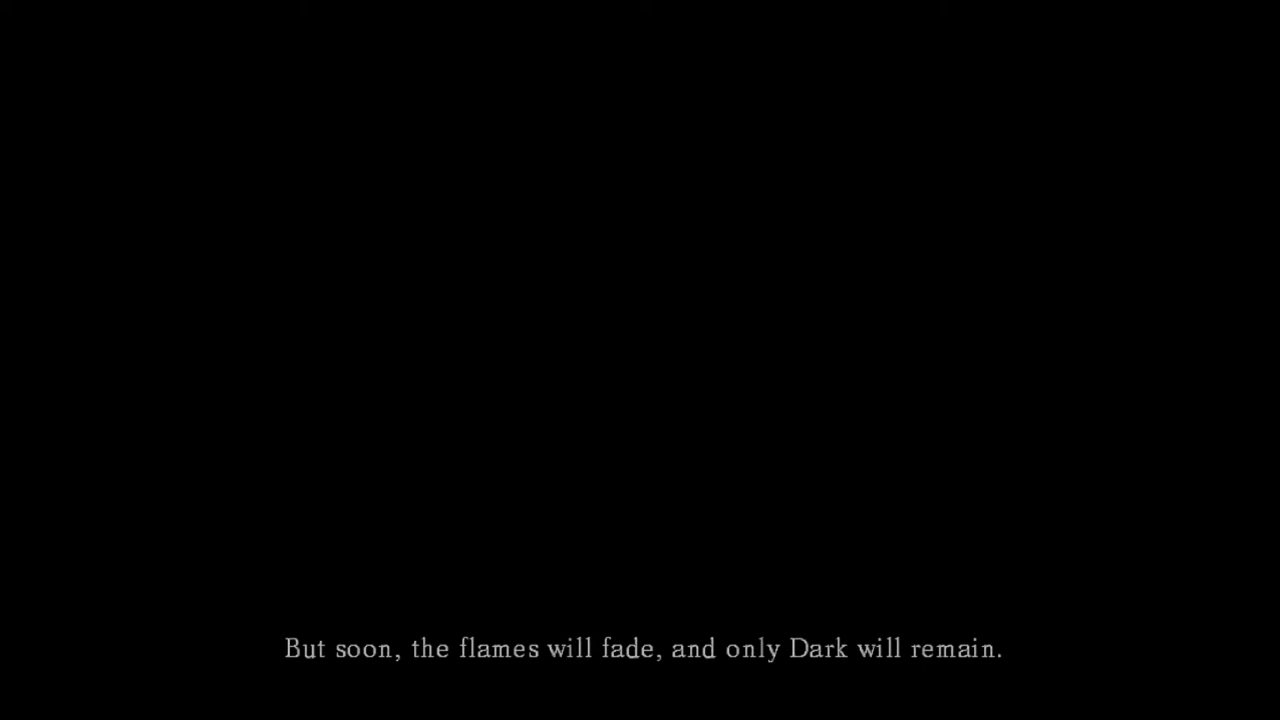 But soon, the flames will fade, and only Dark will remain.